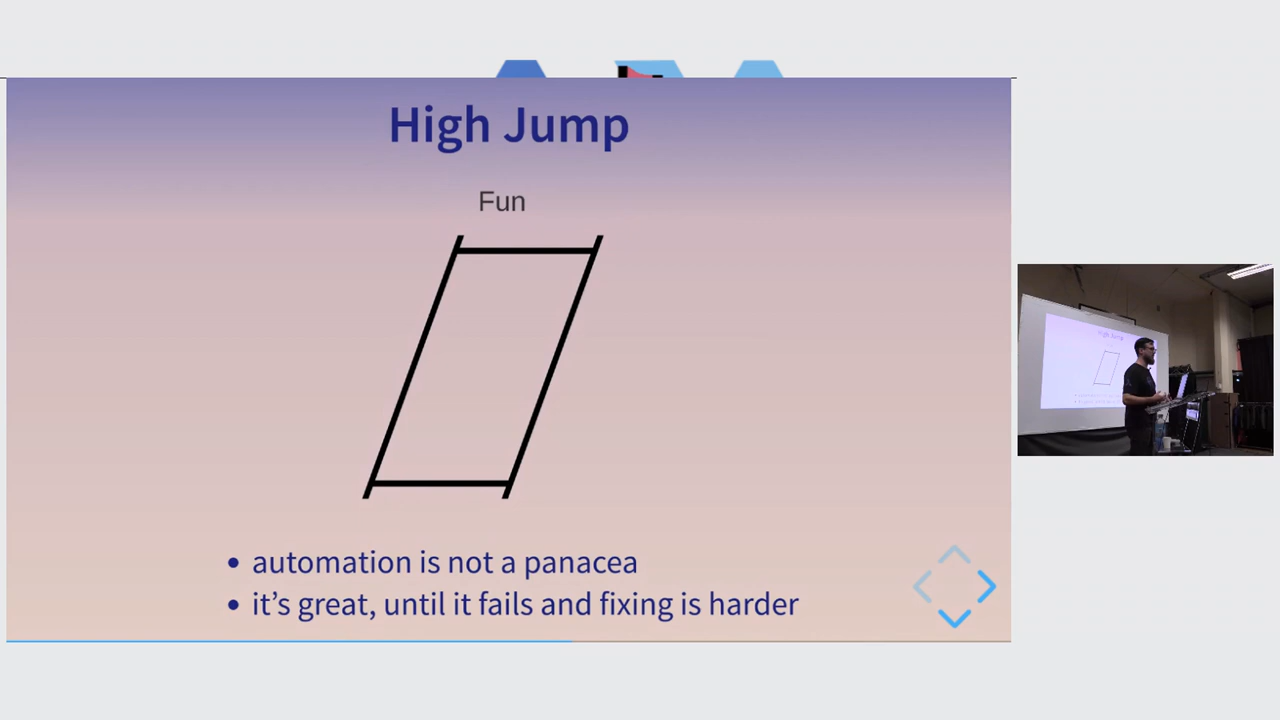 High Jump
Fun
• automation is not a panacea
• it’s great, until it fails and fixing is harder